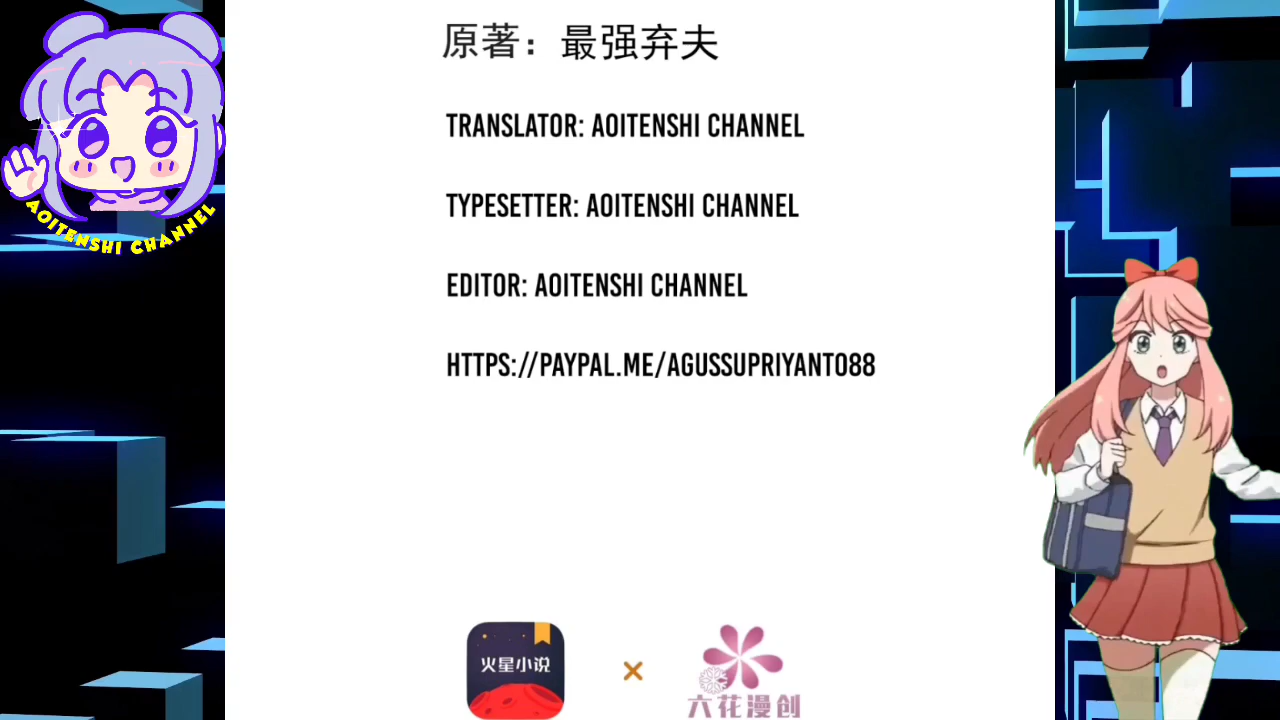 原著：最强弃夫
TRANSLATOR: AOITENSHI CHANNEL
TYPESETTER: AOITENSHI CHANNEL
EDITOR: AOITENSHI CHANNEL
HTTPS://PAYPAL.ME/AGUSSUPRIYANTO88
AOITENSHI CHANNEL
火星小说
×
六花漫创